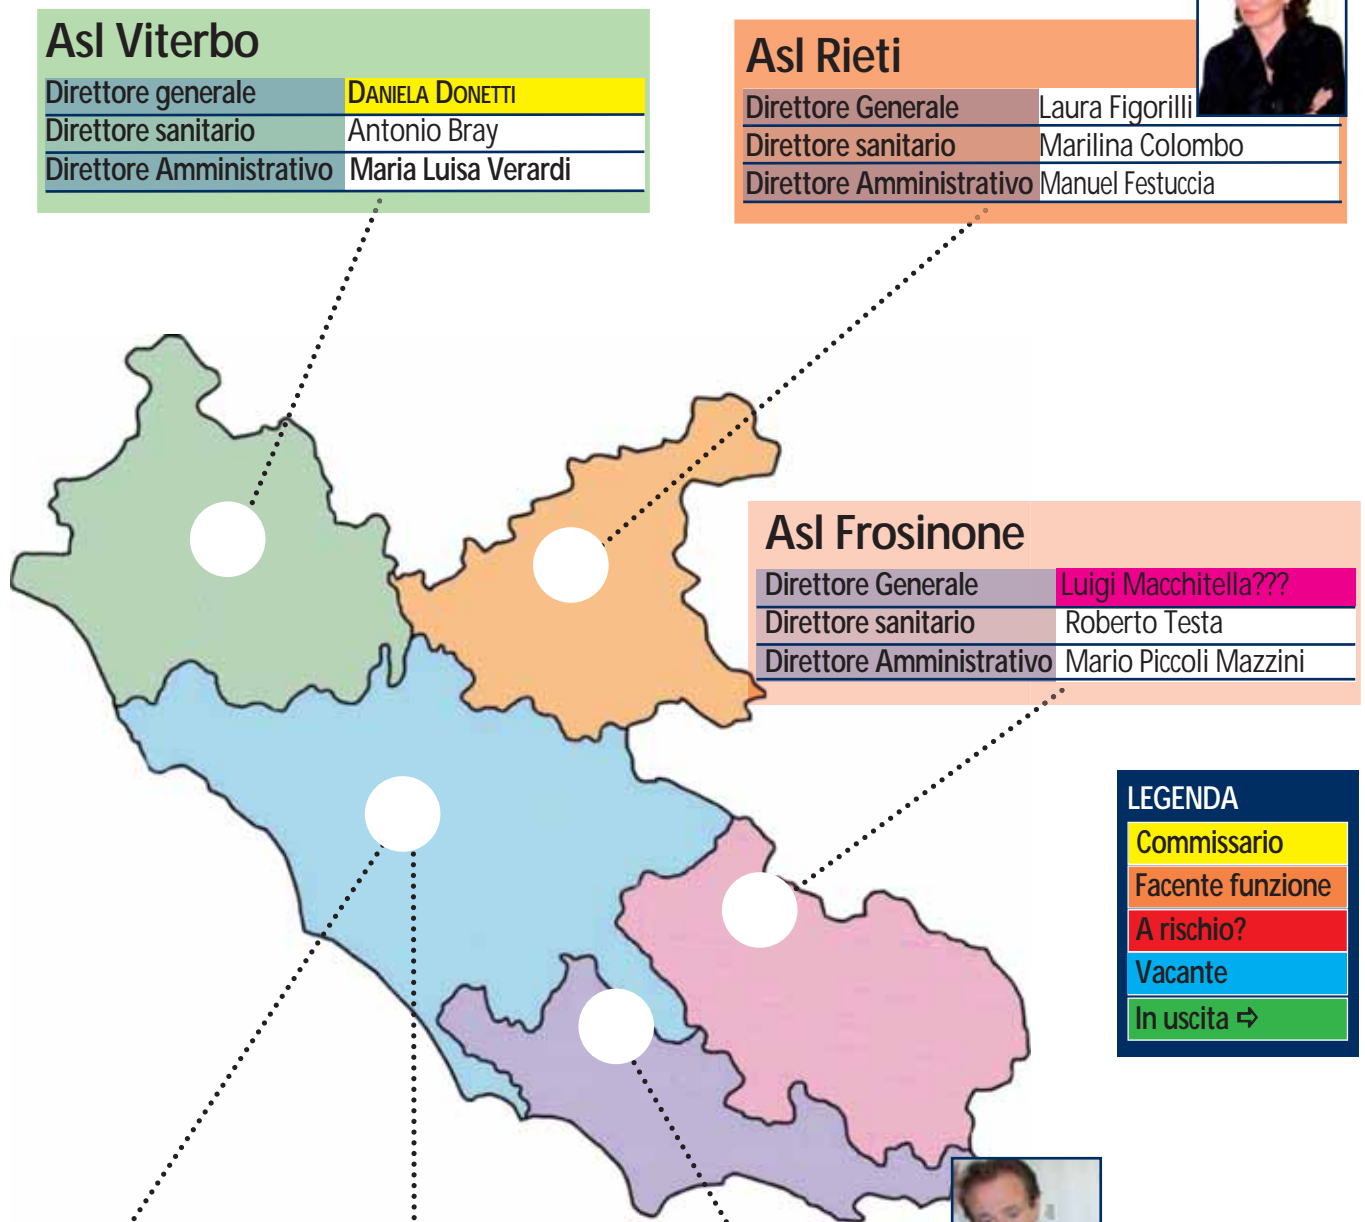 Asl Viterbo
Direttore generale DANIELA DONETTI
Direttore sanitario Antonio Bray
Direttore Amministrativo Maria Luisa Verardi
Asl Rieti
Direttore Generale Laura Figorilli
Direttore sanitario Marilina Colombo
Direttore Amministrativo Manuel Festuccia
Asl Frosinone
Direttore Generale Luigi Macchitella???
Direttore sanitario Roberto Testa
Direttore Amministrativo Mario Piccoli Mazzini
LEGENDA
Commissario
Facente funzione
A rischio?
Vacante
In uscita ⇨